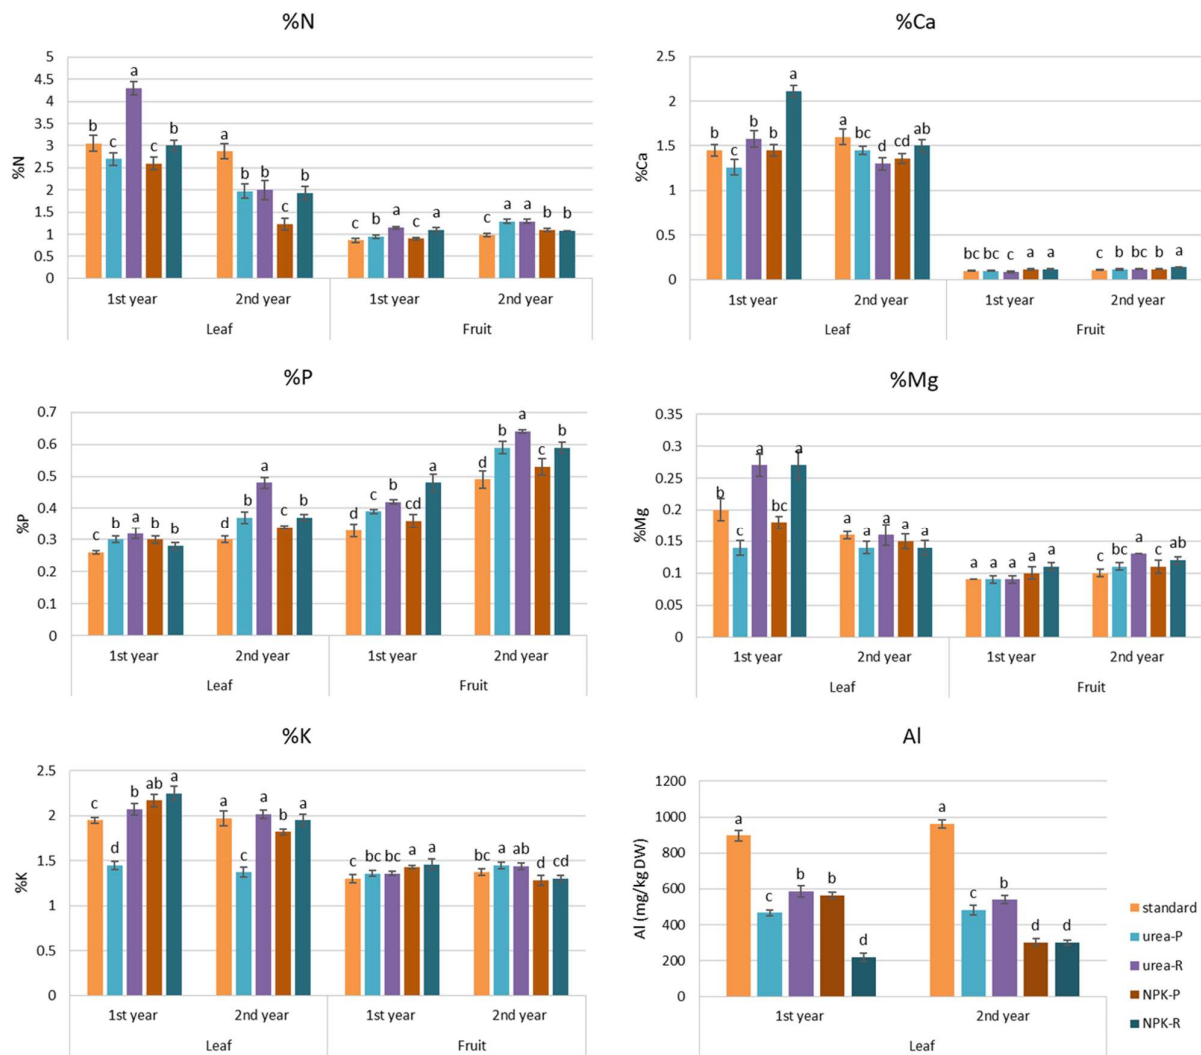 %N
5
4.5
4
3.5
3
2.5
2
1.5
1
0.5
0
%N
b c a c b
a b b c b
c b a c a
c a a b b
1st year 2nd year 1st year 2nd year
Leaf Fruit
%Ca
2.5
2
1.5
1
0.5
0
%Ca
b c b b a
a bc d cd ab
bc bc c a a
c b bc b a
1st year 2nd year 1st year 2nd year
Leaf Fruit
%P
0.7
0.6
0.5
0.4
0.3
0.2
0.1
0
%P
c b a b b
d b a c b
d c b cd a
d b a c b
1st year 2nd year 1st year 2nd year
Leaf Fruit
%Mg
0.35
0.3
0.25
0.2
0.15
0.1
0.05
0
%Mg
b c a bc a
a a a a a
a a a a a
c bc a c ab
1st year 2nd year 1st year 2nd year
Leaf Fruit
%K
2.5
2
1.5
1
0.5
0
%K
c d b ab a
a c a b a
c bc bc a a
bc a ab d cd
1st year 2nd year 1st year 2nd year
Leaf Fruit
Al
1200
1000
800
600
400
200
0
Al (mg/kg DW)
a c b b d
a c b d d
1st year 2nd year
Leaf
standard
urea-P
urea-R
NPK-P
NPK-R